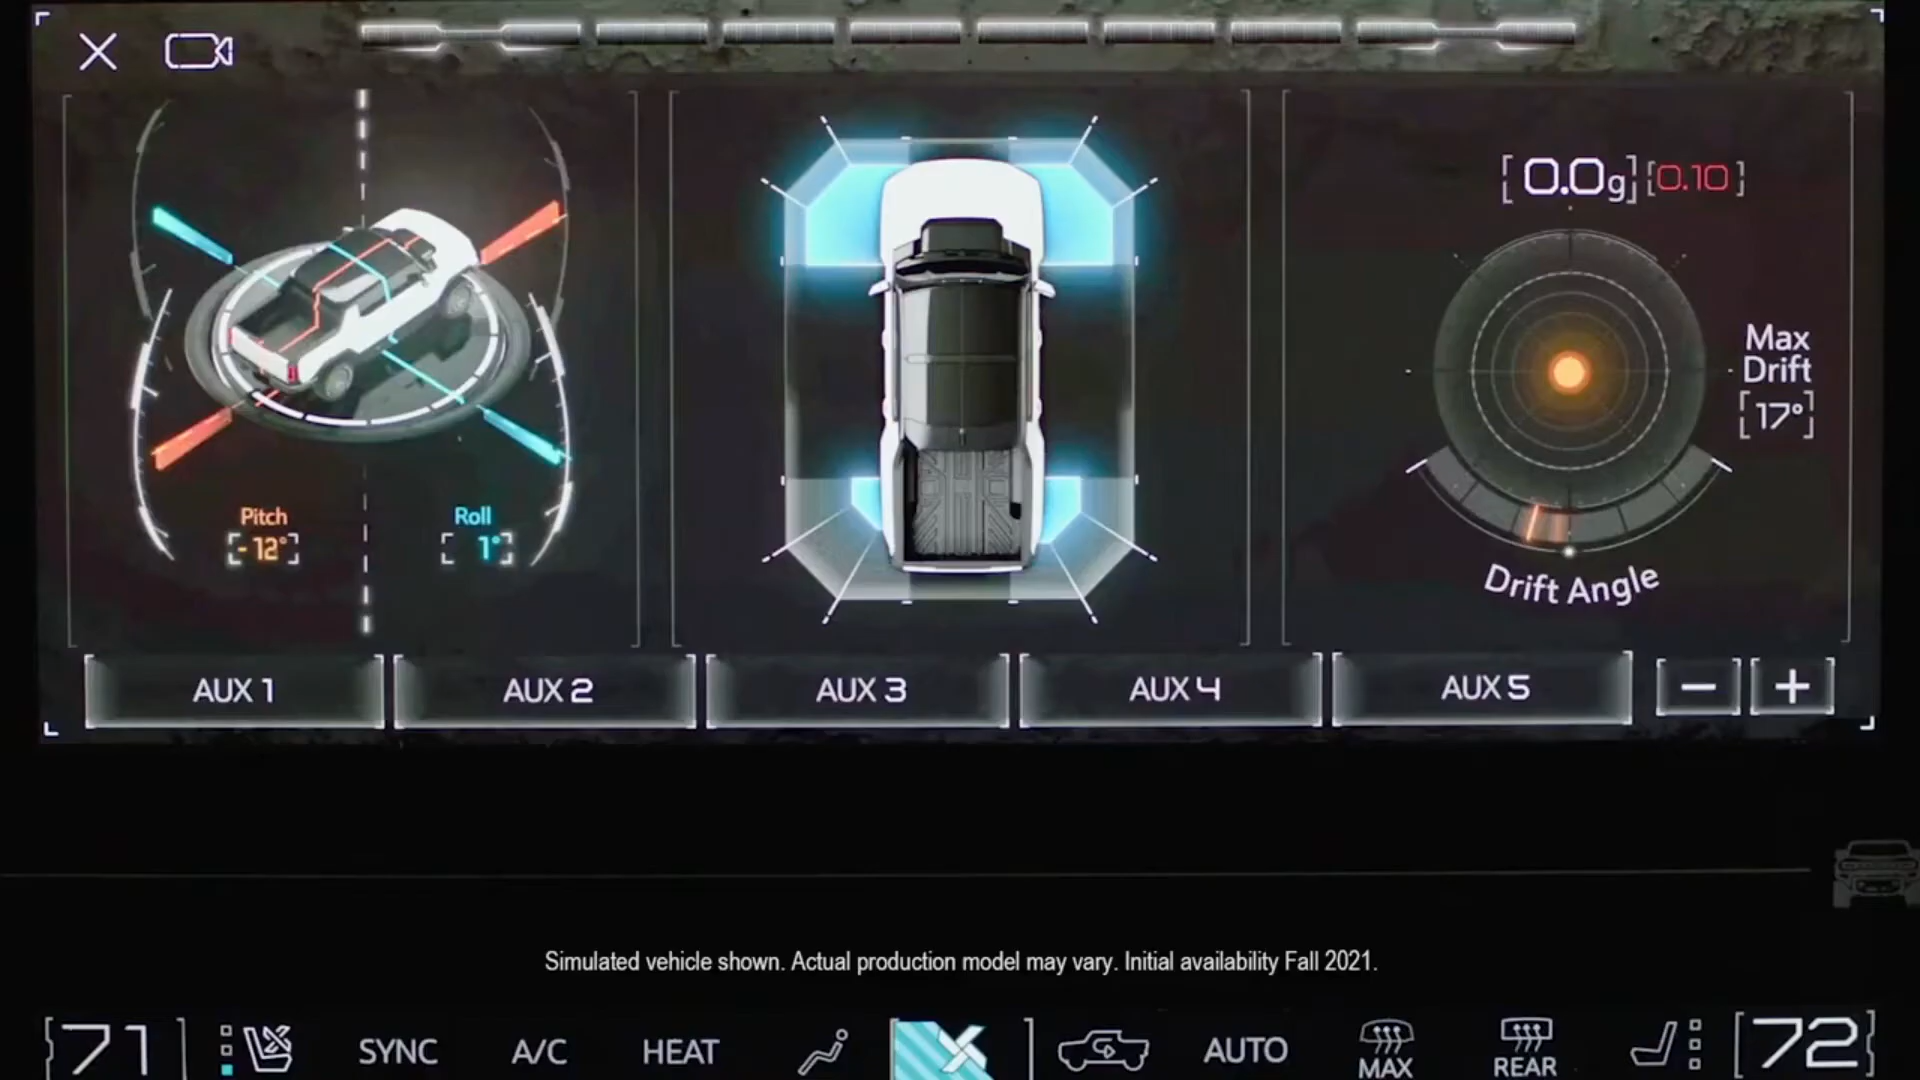 [ 0.0g ] [ 0.10 ]
Max
Drift
[ 17° ]
Pitch
[ -12° ]
Roll
[ 1° ]
Drift Angle
AUX 1
AUX 2
AUX 3
AUX 4
AUX 5
− +
Simulated vehicle shown. Actual production model may vary. Initial availability Fall 2021.
71
SYNC
A/C
HEAT
AUTO
MAX
REAR
72